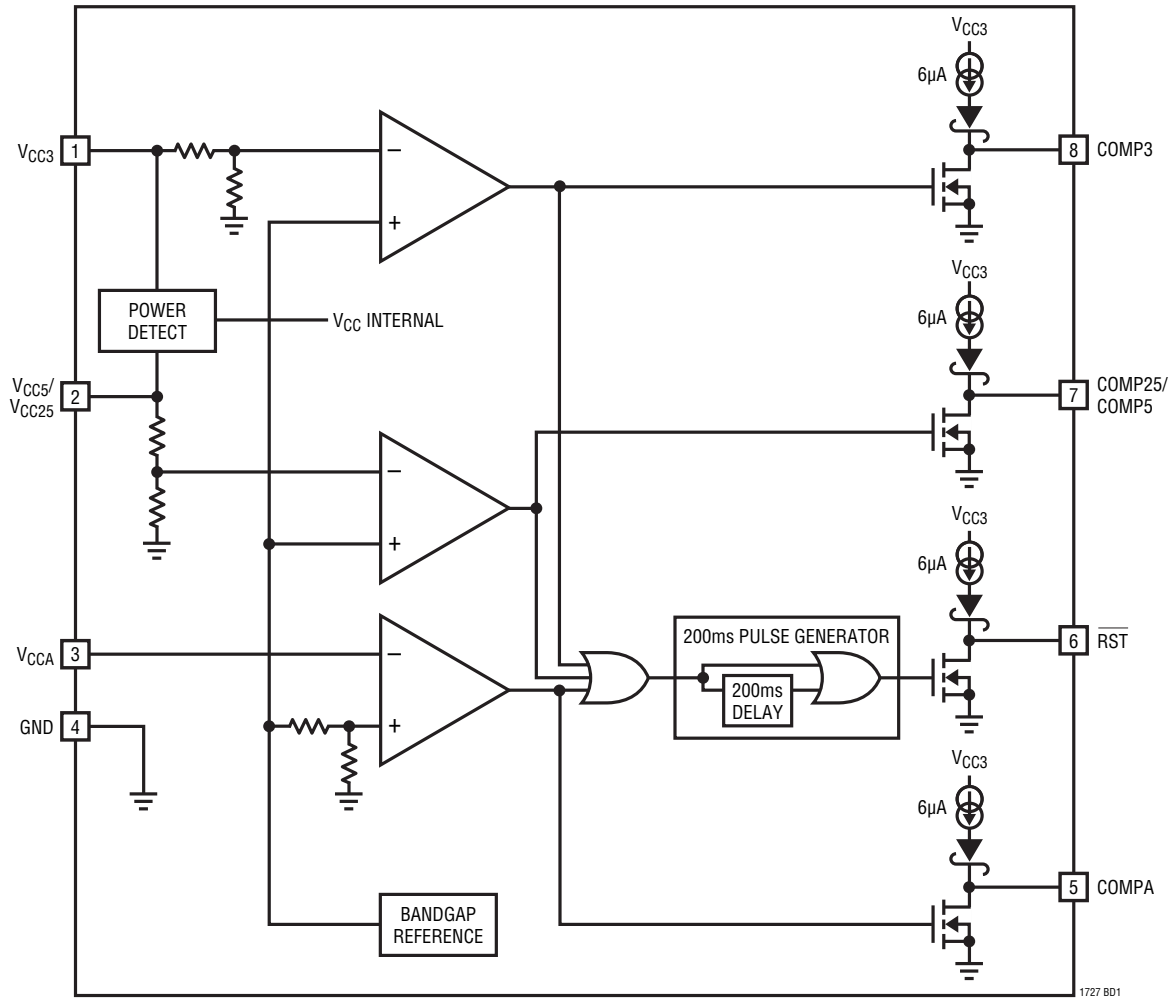 VCC3
6µA
VCC3
1
−
+
8
COMP3
POWER
DETECT
VCC INTERNAL
VCC3
6µA
VCC5/
VCC25
2
−
+
7
COMP25/
COMP5
VCC3
6µA
VCCA
3
−
+
200ms PULSE GENERATOR
200ms
DELAY
6
RST
GND
4
VCC3
6µA
BANDGAP
REFERENCE
5
COMPA
1727 BD1